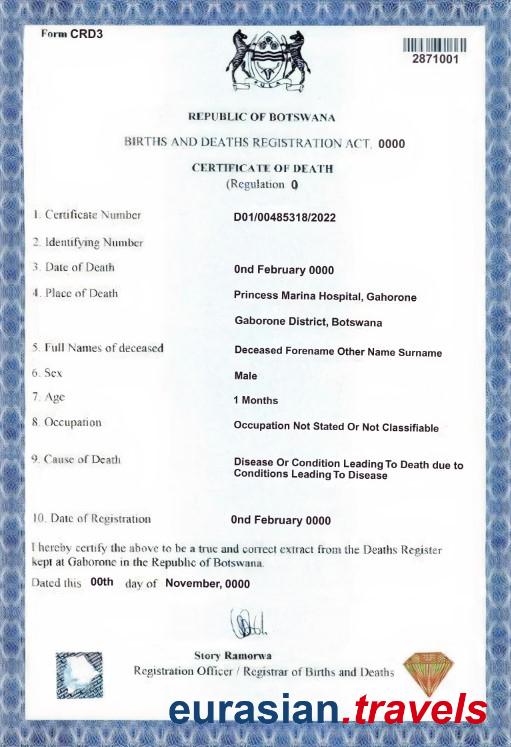 Form CRD3
2871001
PULA
REPUBLIC OF BOTSWANA
BIRTHS AND DEATHS REGISTRATION ACT, 0000
CERTIFICATE OF DEATH
(Regulation 0
1. Certificate Number D01/00485318/2022
2. Identifying Number
3. Date of Death 0nd February 0000
4. Place of Death Princess Marina Hospital, Gahorone
Gaborone District, Botswana
5. Full Names of deceased Deceased Forename Other Name Surname
6. Sex Male
7. Age 1 Months
8. Occupation Occupation Not Stated Or Not Classifiable
9. Cause of Death Disease Or Condition Leading To Death due to
Conditions Leading To Disease
10. Date of Registration 0nd February 0000
I hereby certify the above to be a true and correct extract from the Deaths Register
kept at Gaborone in the Republic of Botswana.
Dated this 00th day of November, 0000
Story Ramorwa
Registration Officer / Registrar of Births and Deaths
eurasian.travels